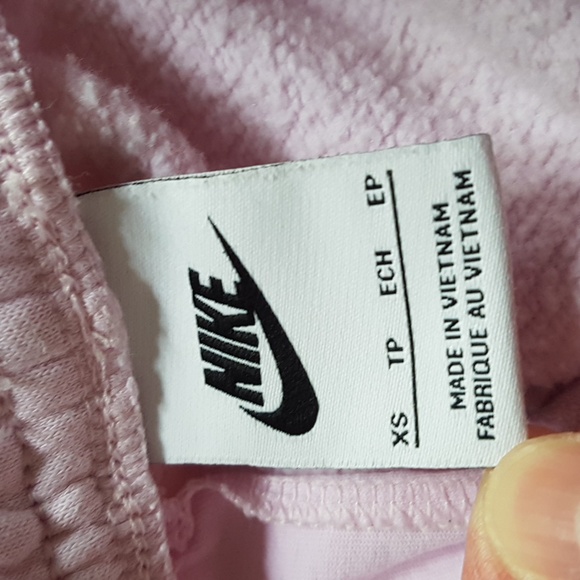 NIKE
XS TP ECH EP
MADE IN VIETNAM
FABRIQUE AU VIETNAM